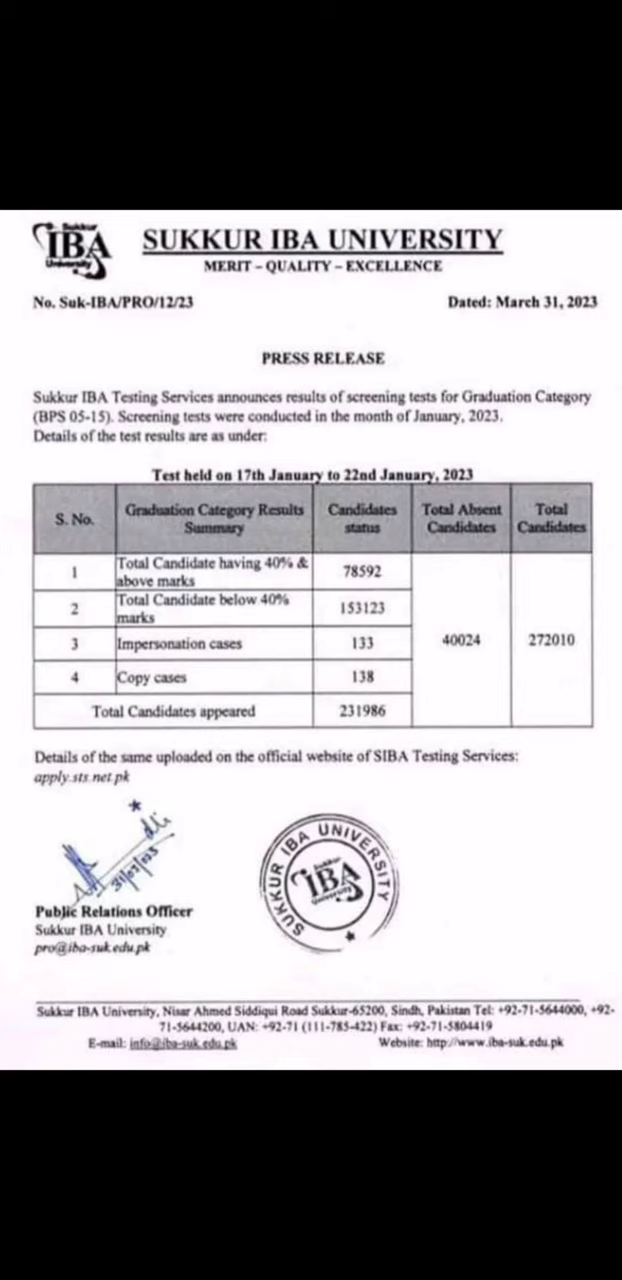 Sukkur
IBA
University
SUKKUR IBA UNIVERSITY
MERIT – QUALITY – EXCELLENCE
No. Suk-IBA/PRO/12/23 Dated: March 31, 2023
PRESS RELEASE
Sukkur IBA Testing Services announces results of screening tests for Graduation Category
(BPS 05-15). Screening tests were conducted in the month of January, 2023.
Details of the test results are as under:
Test held on 17th January to 22nd January, 2023
S. No. Graduation Category Results Summary Candidates status Total Absent Candidates Total Candidates
1 Total Candidate having 40% & above marks 78592
2 Total Candidate below 40% marks 153123
3 Impersonation cases 133 40024 272010
4 Copy cases 138
Total Candidates appeared 231986
Details of the same uploaded on the official website of SIBA Testing Services:
apply.sts.net.pk
31/03/023
Public Relations Officer
Sukkur IBA University
pro@iba-suk.edu.pk
SUKKUR IBA UNIVERSITY
Sukkur
IBA
University
Sukkur IBA University, Nisar Ahmed Siddiqui Road Sukkur-65200, Sindh, Pakistan Tel: +92-71-5644000, +92-
71-5644200, UAN: +92-71 (111-785-422) Fax: +92-71-5804419
E-mail: info@iba-suk.edu.pk Website: http://www.iba-suk.edu.pk